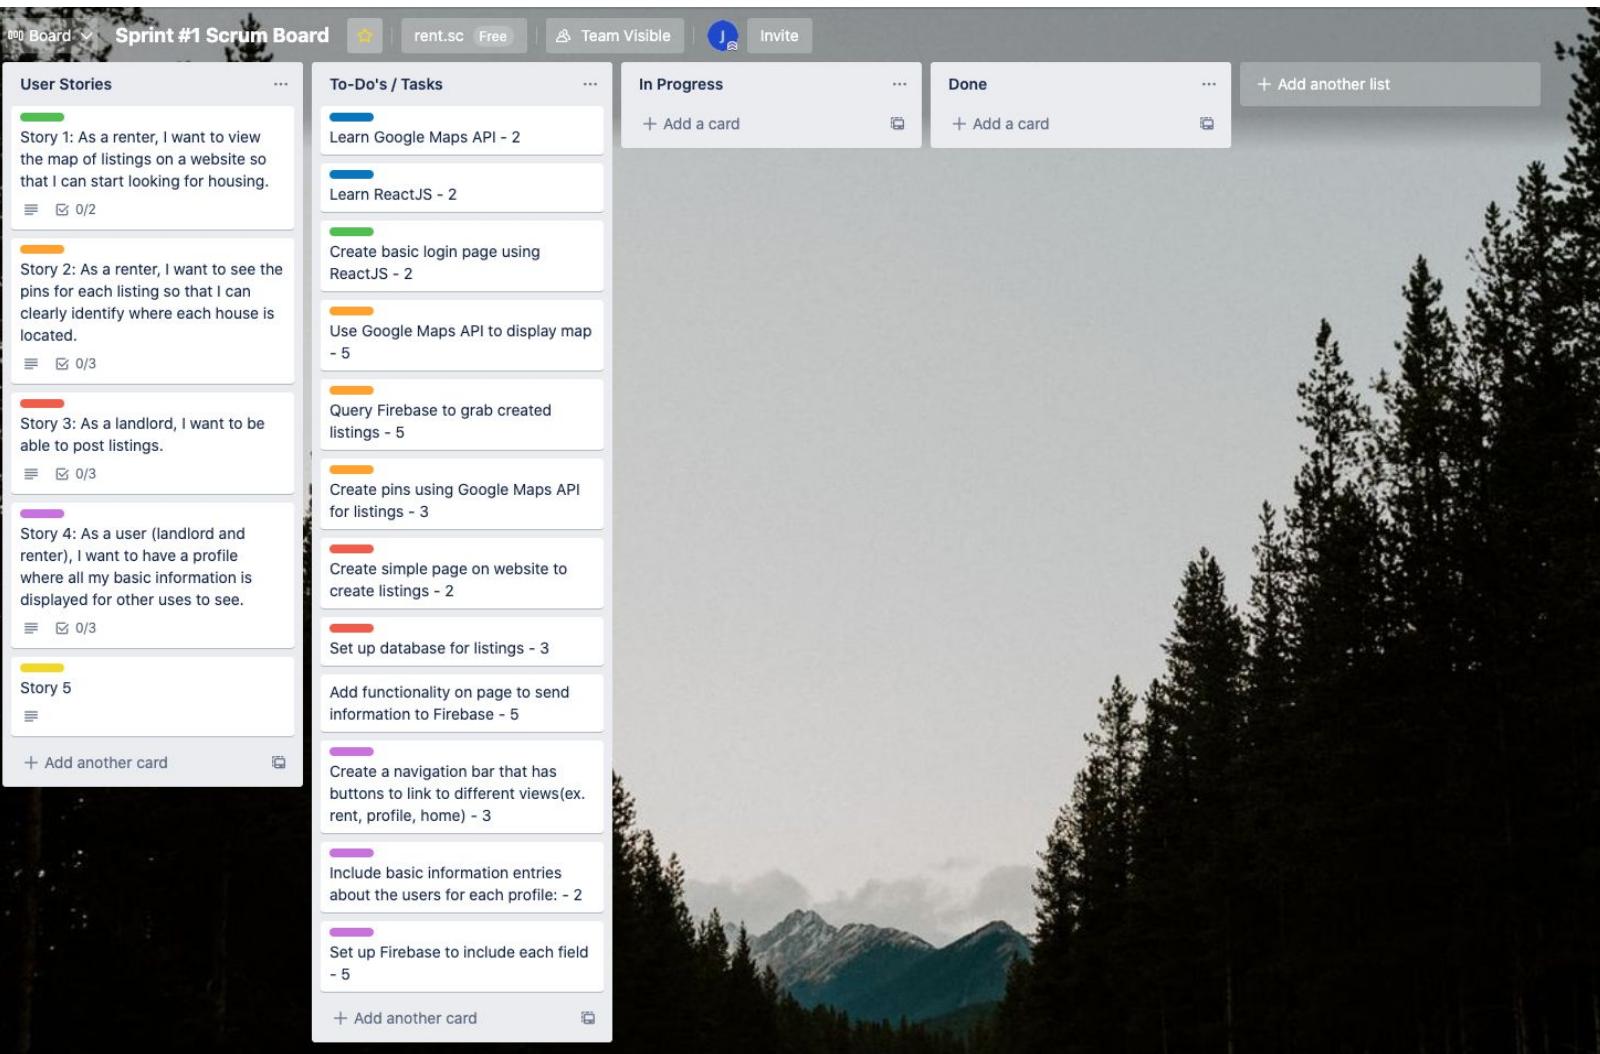 Board
Sprint #1 Scrum Board
rent.sc Free
Team Visible
J
Invite
User Stories
Story 1: As a renter, I want to view
the map of listings on a website so
that I can start looking for housing.
0/2
Story 2: As a renter, I want to see the
pins for each listing so that I can
clearly identify where each house is
located.
0/3
Story 3: As a landlord, I want to be
able to post listings.
0/3
Story 4: As a user (landlord and
renter), I want to have a profile
where all my basic information is
displayed for other uses to see.
0/3
Story 5
+ Add another card
To-Do's / Tasks
Learn Google Maps API - 2
Learn ReactJS - 2
Create basic login page using
ReactJS - 2
Use Google Maps API to display map
- 5
Query Firebase to grab created
listings - 5
Create pins using Google Maps API
for listings - 3
Create simple page on website to
create listings - 2
Set up database for listings - 3
Add functionality on page to send
information to Firebase - 5
Create a navigation bar that has
buttons to link to different views(ex.
rent, profile, home) - 3
Include basic information entries
about the users for each profile: - 2
Set up Firebase to include each field
- 5
+ Add another card
In Progress
+ Add a card
Done
+ Add a card
+ Add another list